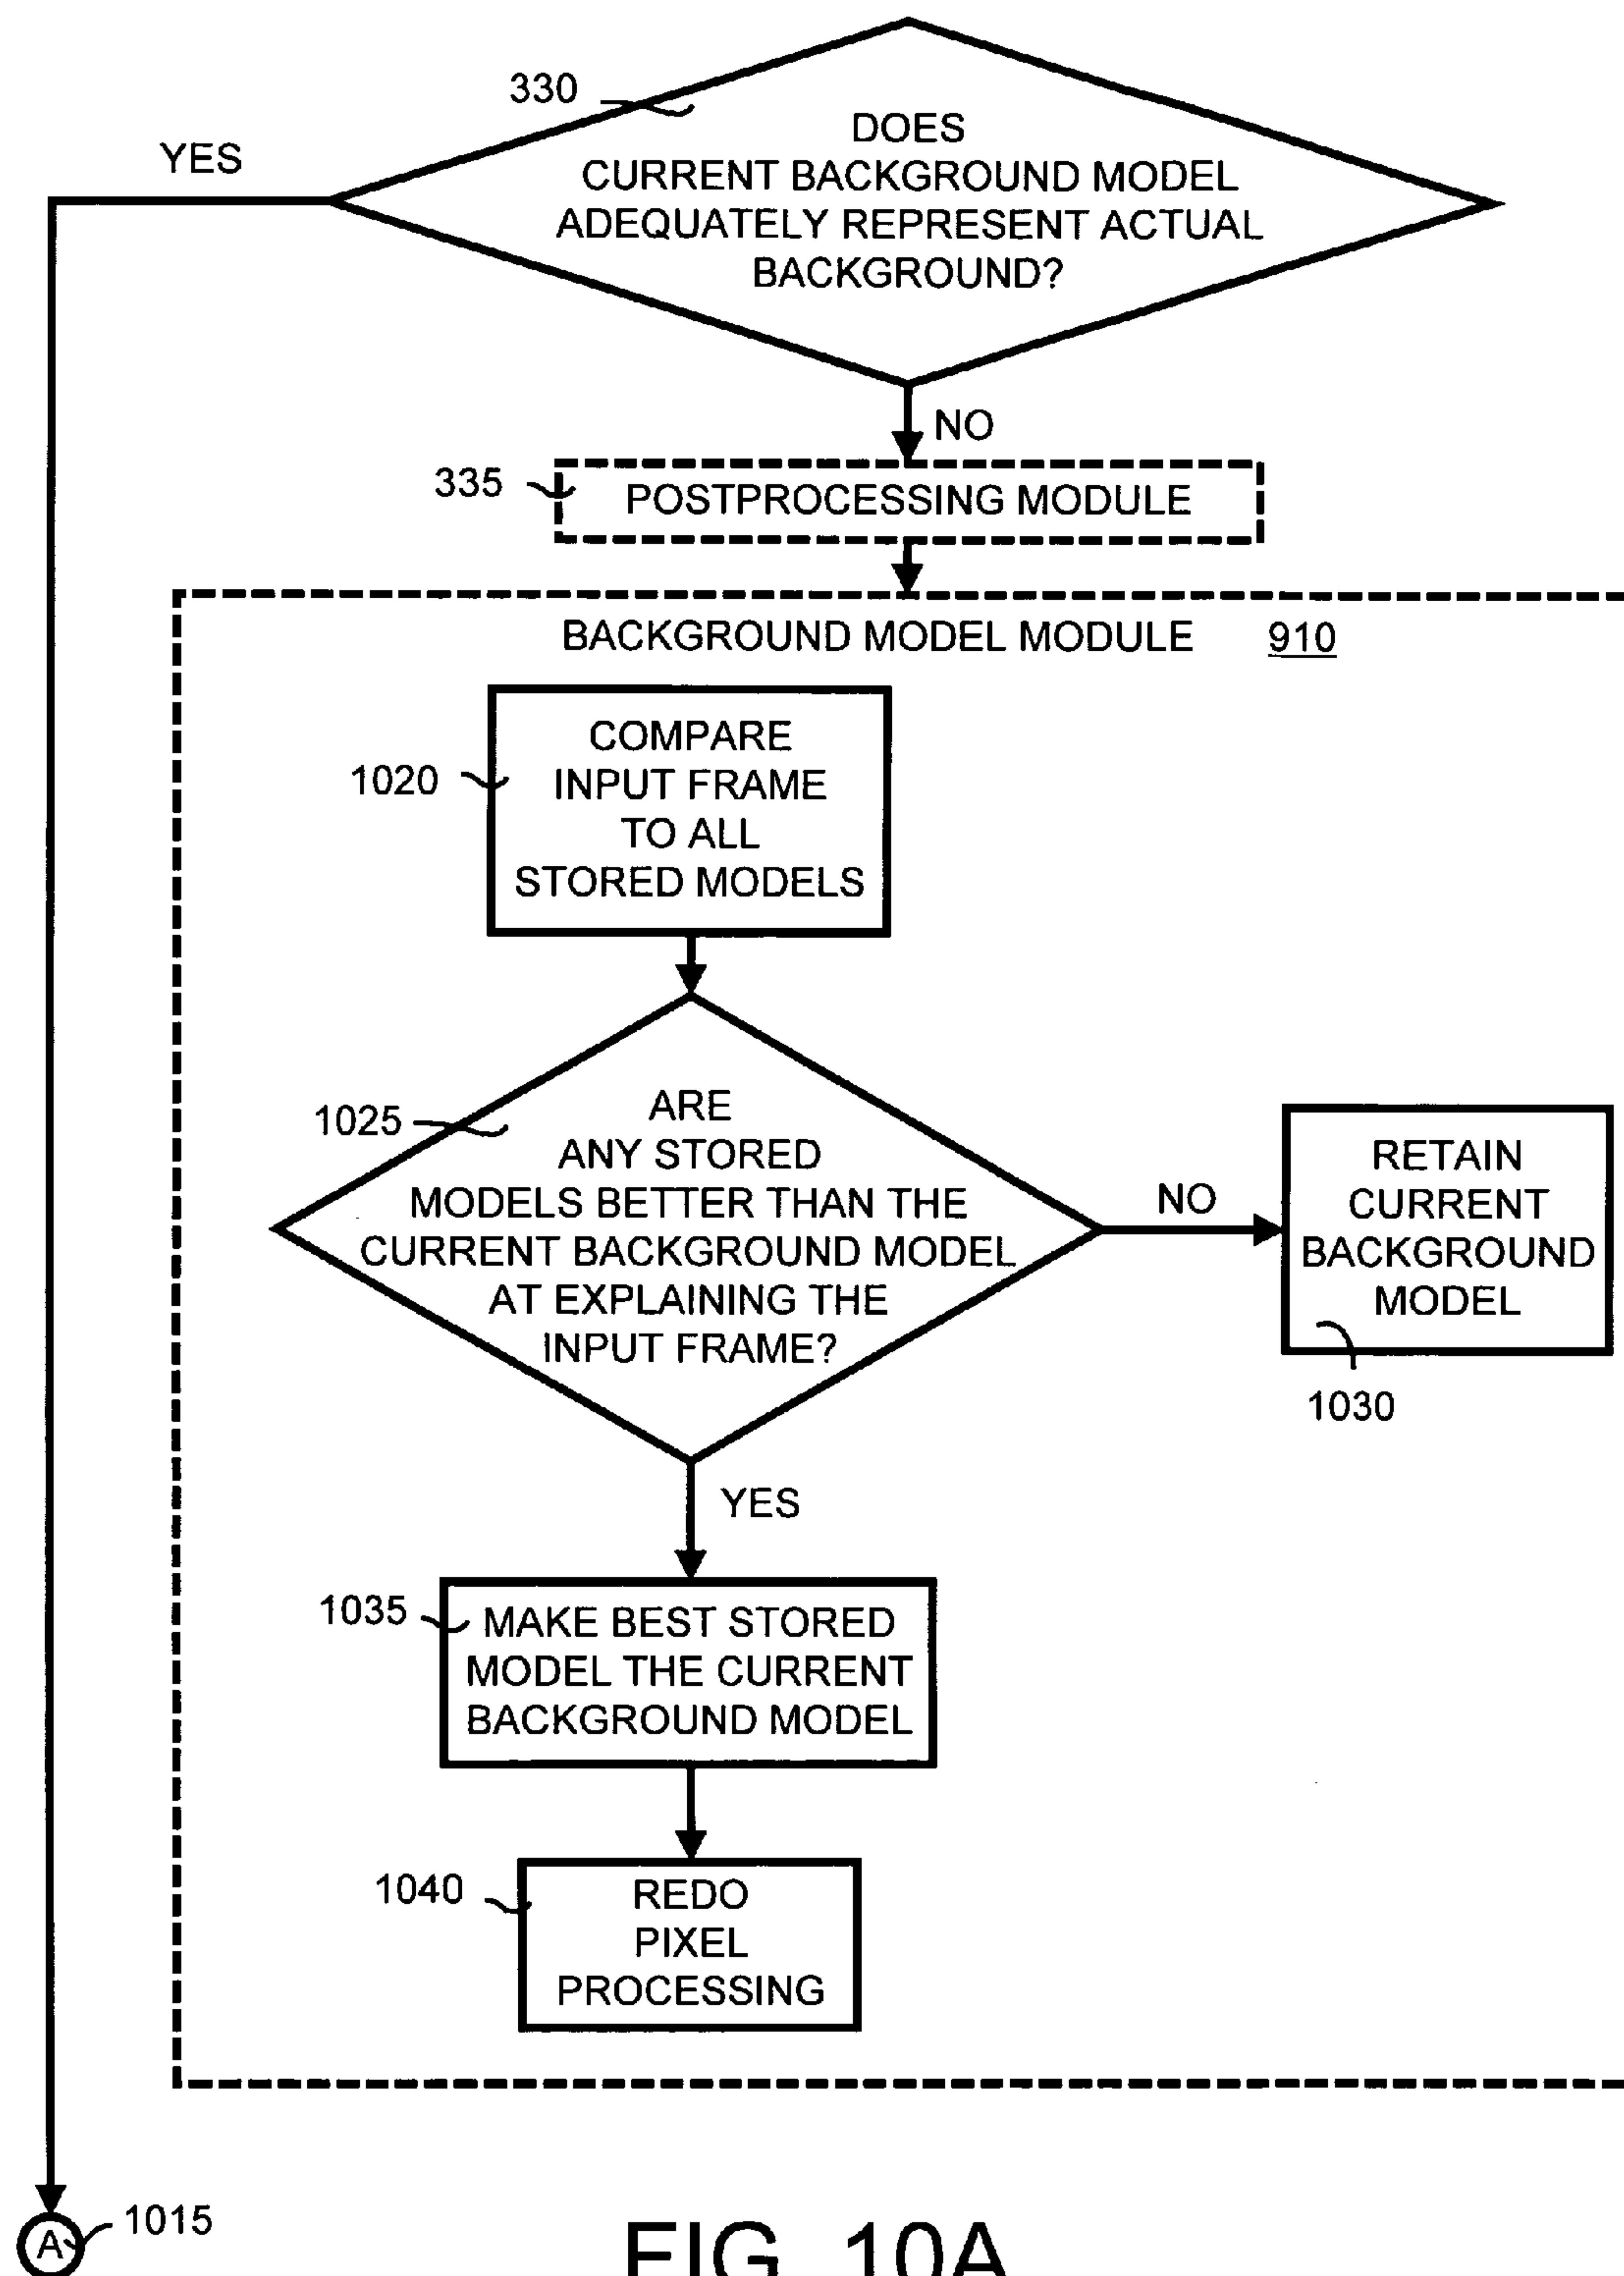 330
DOES
CURRENT BACKGROUND MODEL
ADEQUATELY REPRESENT ACTUAL
BACKGROUND?
YES
NO
335
POSTPROCESSING MODULE
BACKGROUND MODEL MODULE 910
1020
COMPARE
INPUT FRAME
TO ALL
STORED MODELS
1025
ARE
ANY STORED
MODELS BETTER THAN THE
CURRENT BACKGROUND MODEL
AT EXPLAINING THE
INPUT FRAME?
NO
RETAIN
CURRENT
BACKGROUND
MODEL
1030
YES
1035
MAKE BEST STORED
MODEL THE CURRENT
BACKGROUND MODEL
1040
REDO
PIXEL
PROCESSING
A
1015
FIG. 10A